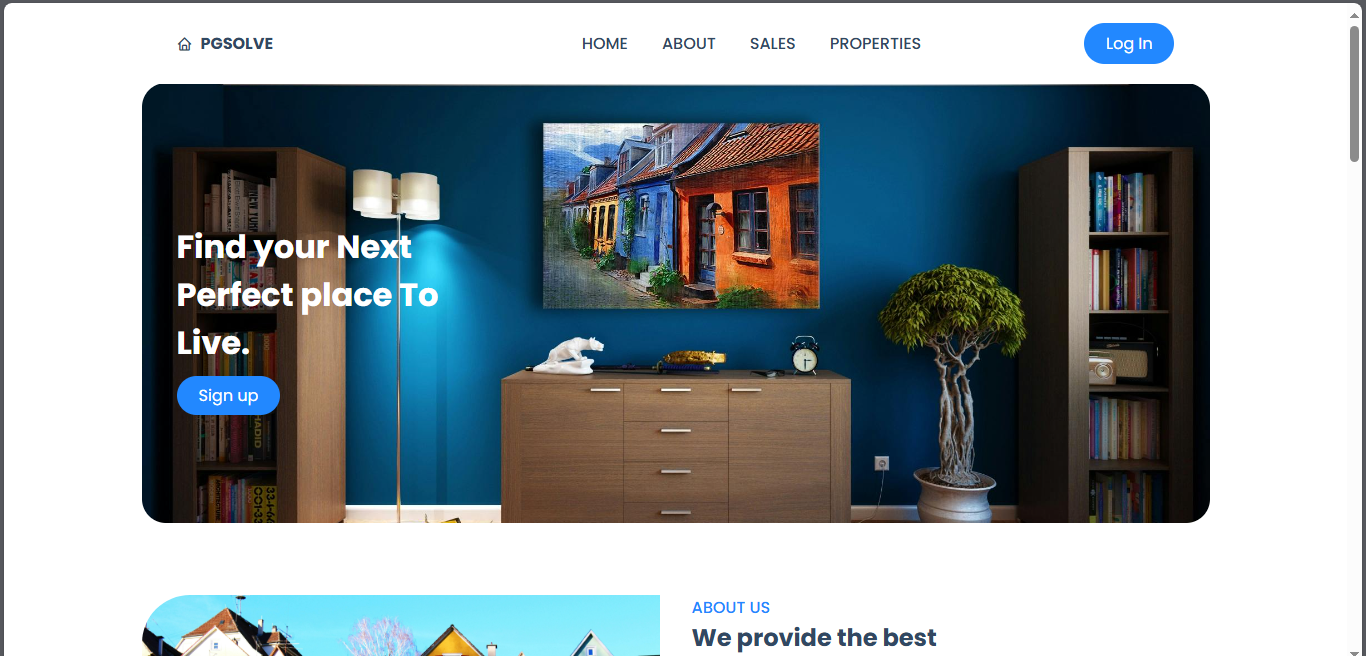 PGSOLVE
HOME ABOUT SALES PROPERTIES
Log In
Find your Next
Perfect place To
Live.
Sign up
ABOUT US
We provide the best